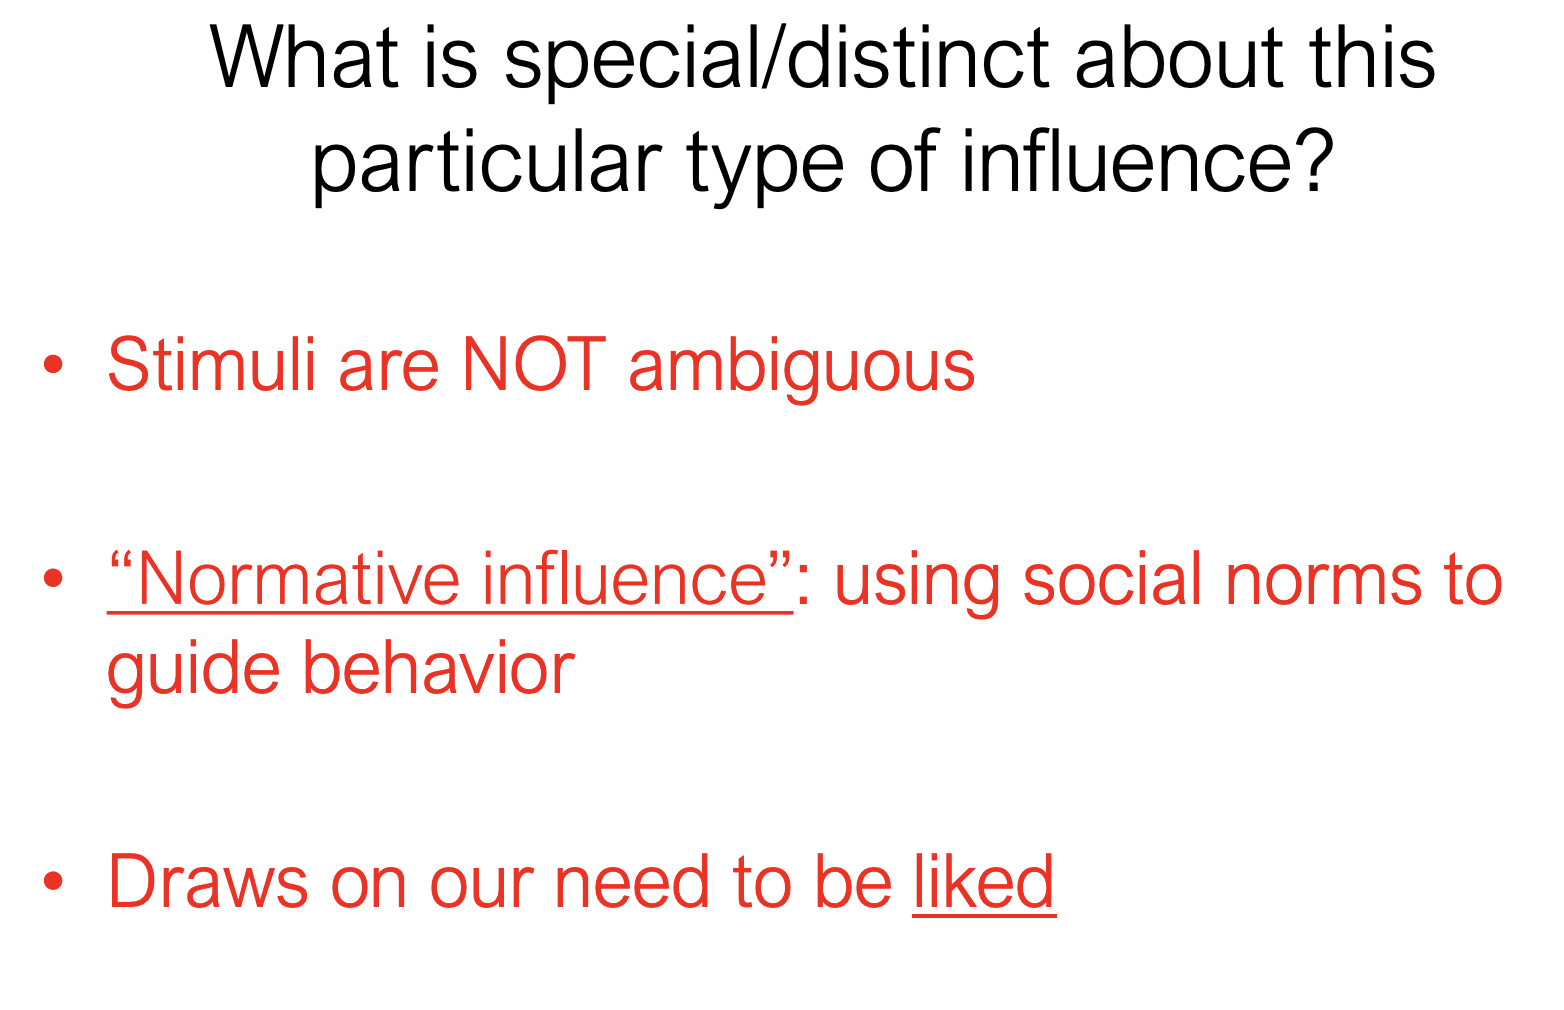 What is special/distinct about this
particular type of influence?
• Stimuli are NOT ambiguous
• “Normative influence”: using social norms to
guide behavior
• Draws on our need to be liked